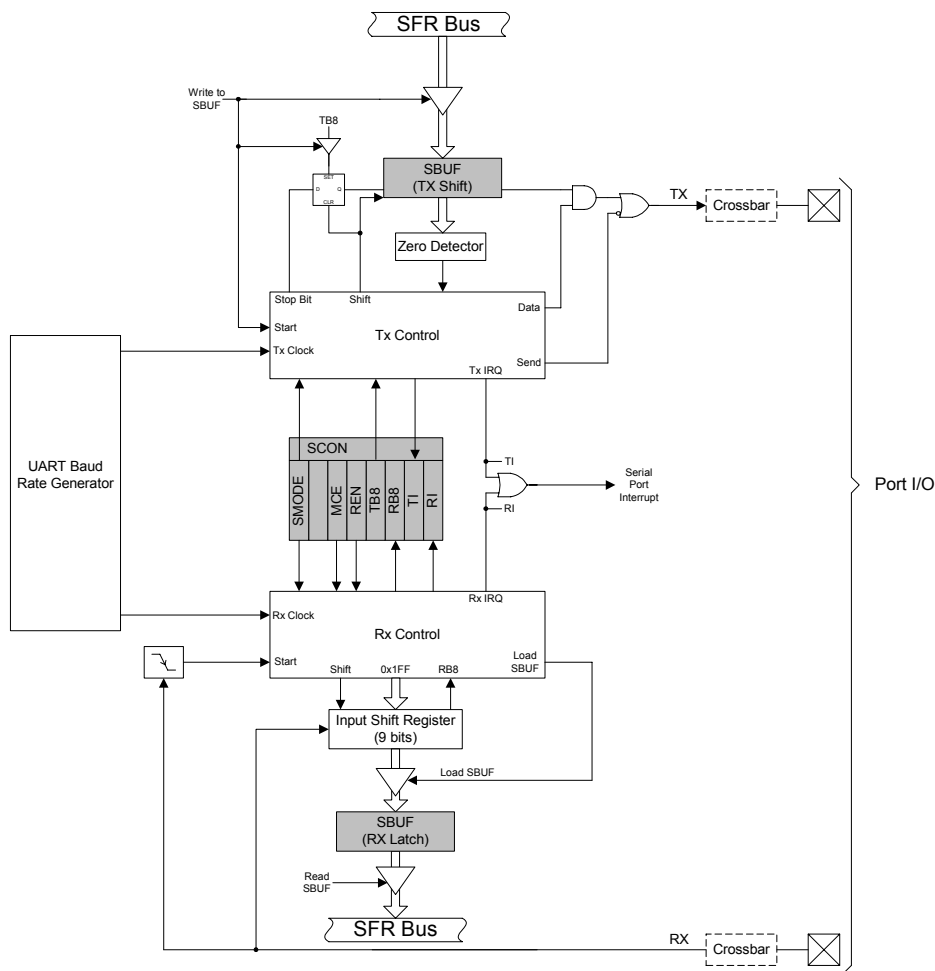 SFR Bus
Write to
SBUF
TB8
SBUF
(TX Shift)
SET
D
Q
CLR
TX
Crossbar
Zero Detector
Stop Bit
Shift
Data
Start
Tx Control
Tx Clock
Send
Tx IRQ
UART Baud
Rate Generator
SCON
SMODE
MCE
REN
TB8
RB8
TI
RI
TI
RI
Serial
Port
Interrupt
Port I/O
Rx IRQ
Rx Clock
Rx Control
Start
Load
SBUF
Shift
0x1FF
RB8
Input Shift Register
(9 bits)
Load SBUF
SBUF
(RX Latch)
Read
SBUF
SFR Bus
RX
Crossbar